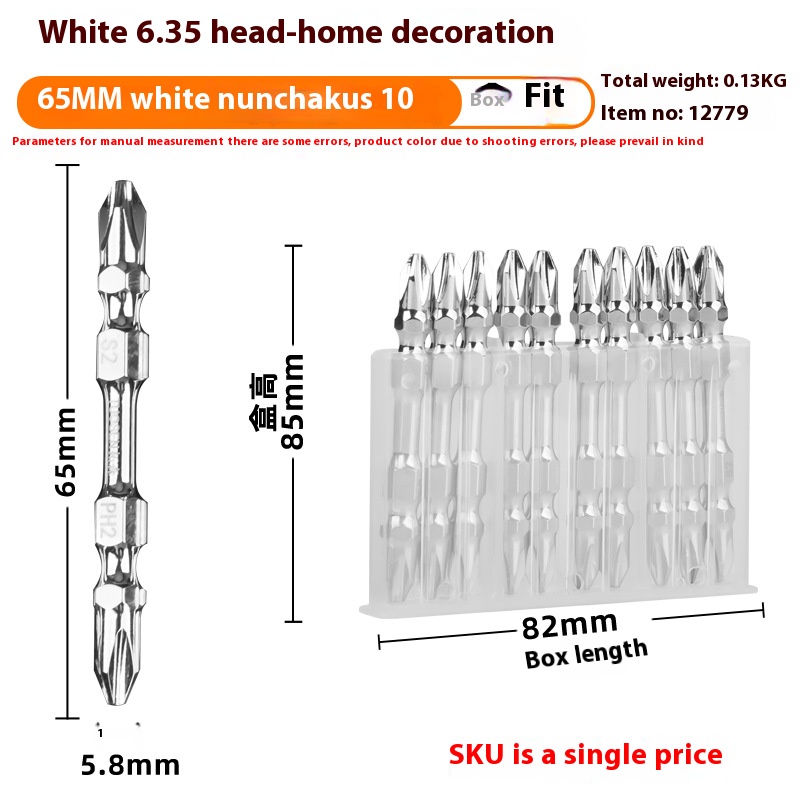 White 6.35 head-home decoration
65MM white nunchakus 10
Box Fit
Total weight: 0.13KG
Item no: 12779
Parameters for manual measurement there are some errors, product color due to shooting errors, please prevail in kind
S2
PH2
65mm
盒高
85mm
82mm
Box length
1
5.8mm
SKU is a single price